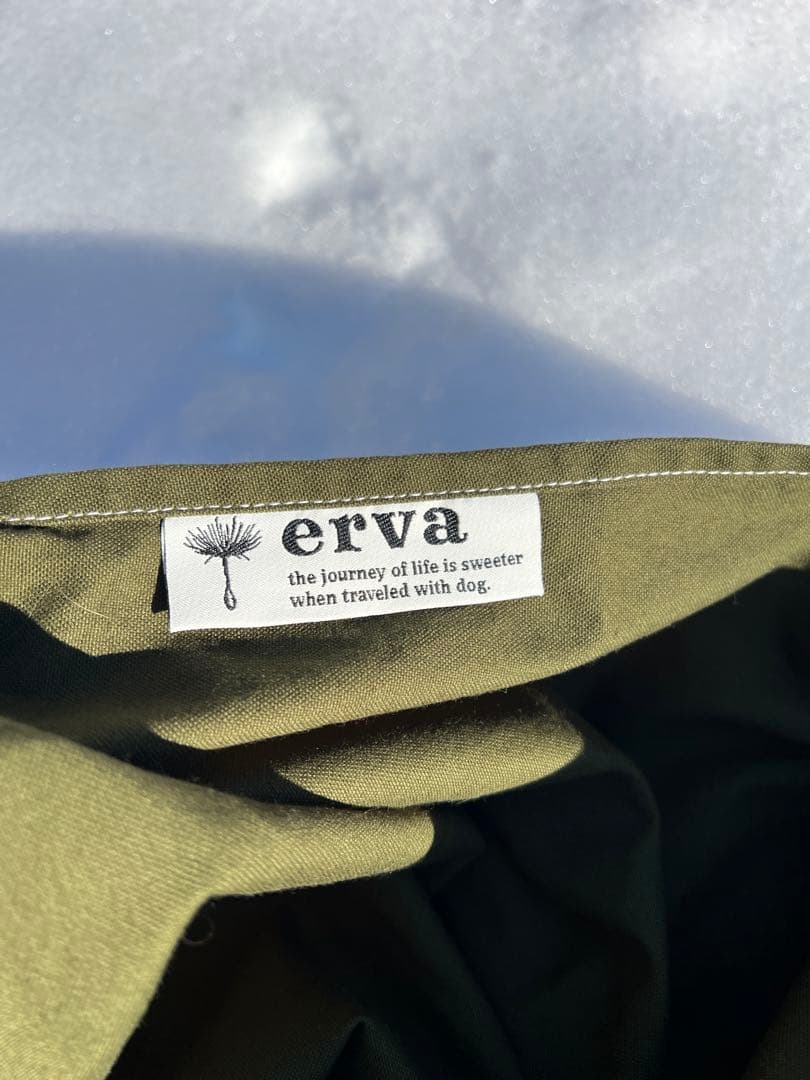 erva
the journey of life is sweeter
when traveled with dog.